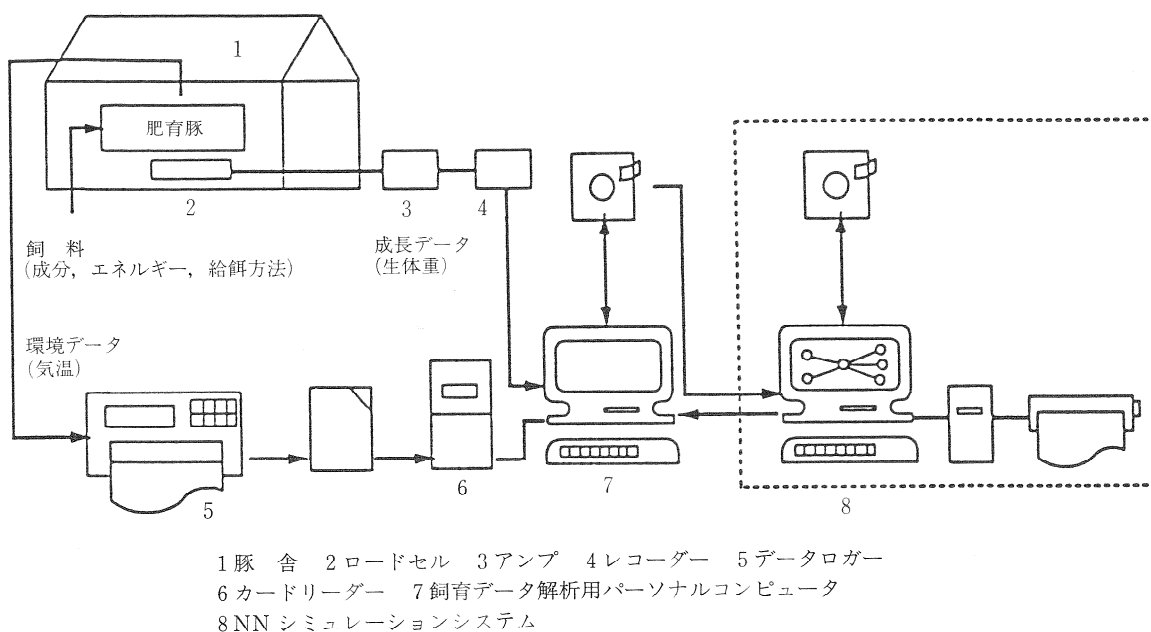 1
肥育豚
2
3
4
飼 料
(成分，エネルギー，給餌方法)
成長データ
(生体重)
環境データ
(気温)
5
6
7
8
1豚 舎 2ロードセル 3アンプ 4レコーダー 5データロガー
6カードリーダー 7飼育データ解析用パーソナルコンピュータ
8NNシミュレーションシステム